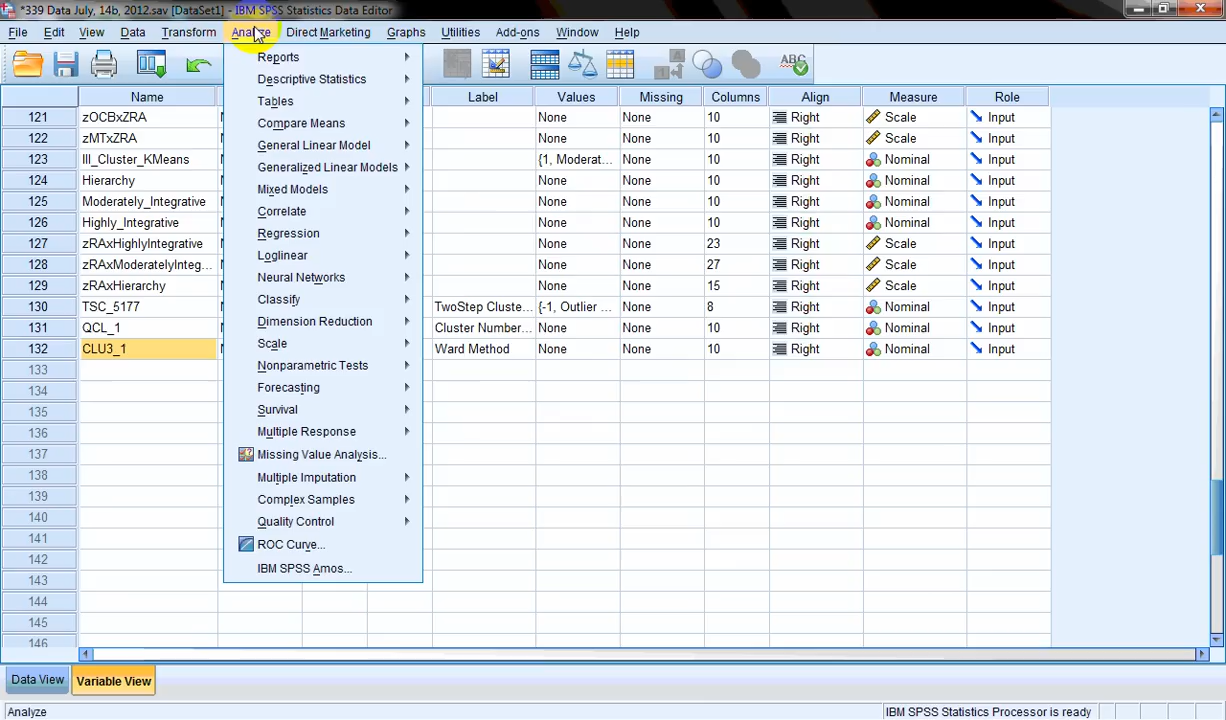 *339 Data July, 14b, 2012.sav [DataSet1] - IBM SPSS Statistics Data Editor
File Edit View Data Transform Analyze Direct Marketing Graphs Utilities Add-ons Window Help
Name Label Values Missing Columns Align Measure Role
121 zOCBxZRA None None 10 Right Scale Input
122 zMTxZRA None None 10 Right Scale Input
123 III_Cluster_KMeans {1, Moderat... None 10 Right Nominal Input
124 Hierarchy None None 10 Right Nominal Input
125 Moderately_Integrative None None 10 Right Nominal Input
126 Highly_Integrative None None 10 Right Nominal Input
127 zRAxHighlyIntegrative None None 23 Right Scale Input
128 zRAxModeratelyInteg... None None 27 Right Scale Input
129 zRAxHierarchy None None 15 Right Scale Input
130 TSC_5177 TwoStep Cluste... {-1, Outlier ... None 8 Right Nominal Input
131 QCL_1 Cluster Number... None None 10 Right Nominal Input
132 CLU3_1 Ward Method None None 10 Right Nominal Input
133
134
135
136
137
138
139
140
141
142
143
144
145
146
Reports
Descriptive Statistics
Tables
Compare Means
General Linear Model
Generalized Linear Models
Mixed Models
Correlate
Regression
Loglinear
Neural Networks
Classify
Dimension Reduction
Scale
Nonparametric Tests
Forecasting
Survival
Multiple Response
Missing Value Analysis...
Multiple Imputation
Complex Samples
Quality Control
ROC Curve...
IBM SPSS Amos...
Data View Variable View
Analyze IBM SPSS Statistics Processor is ready